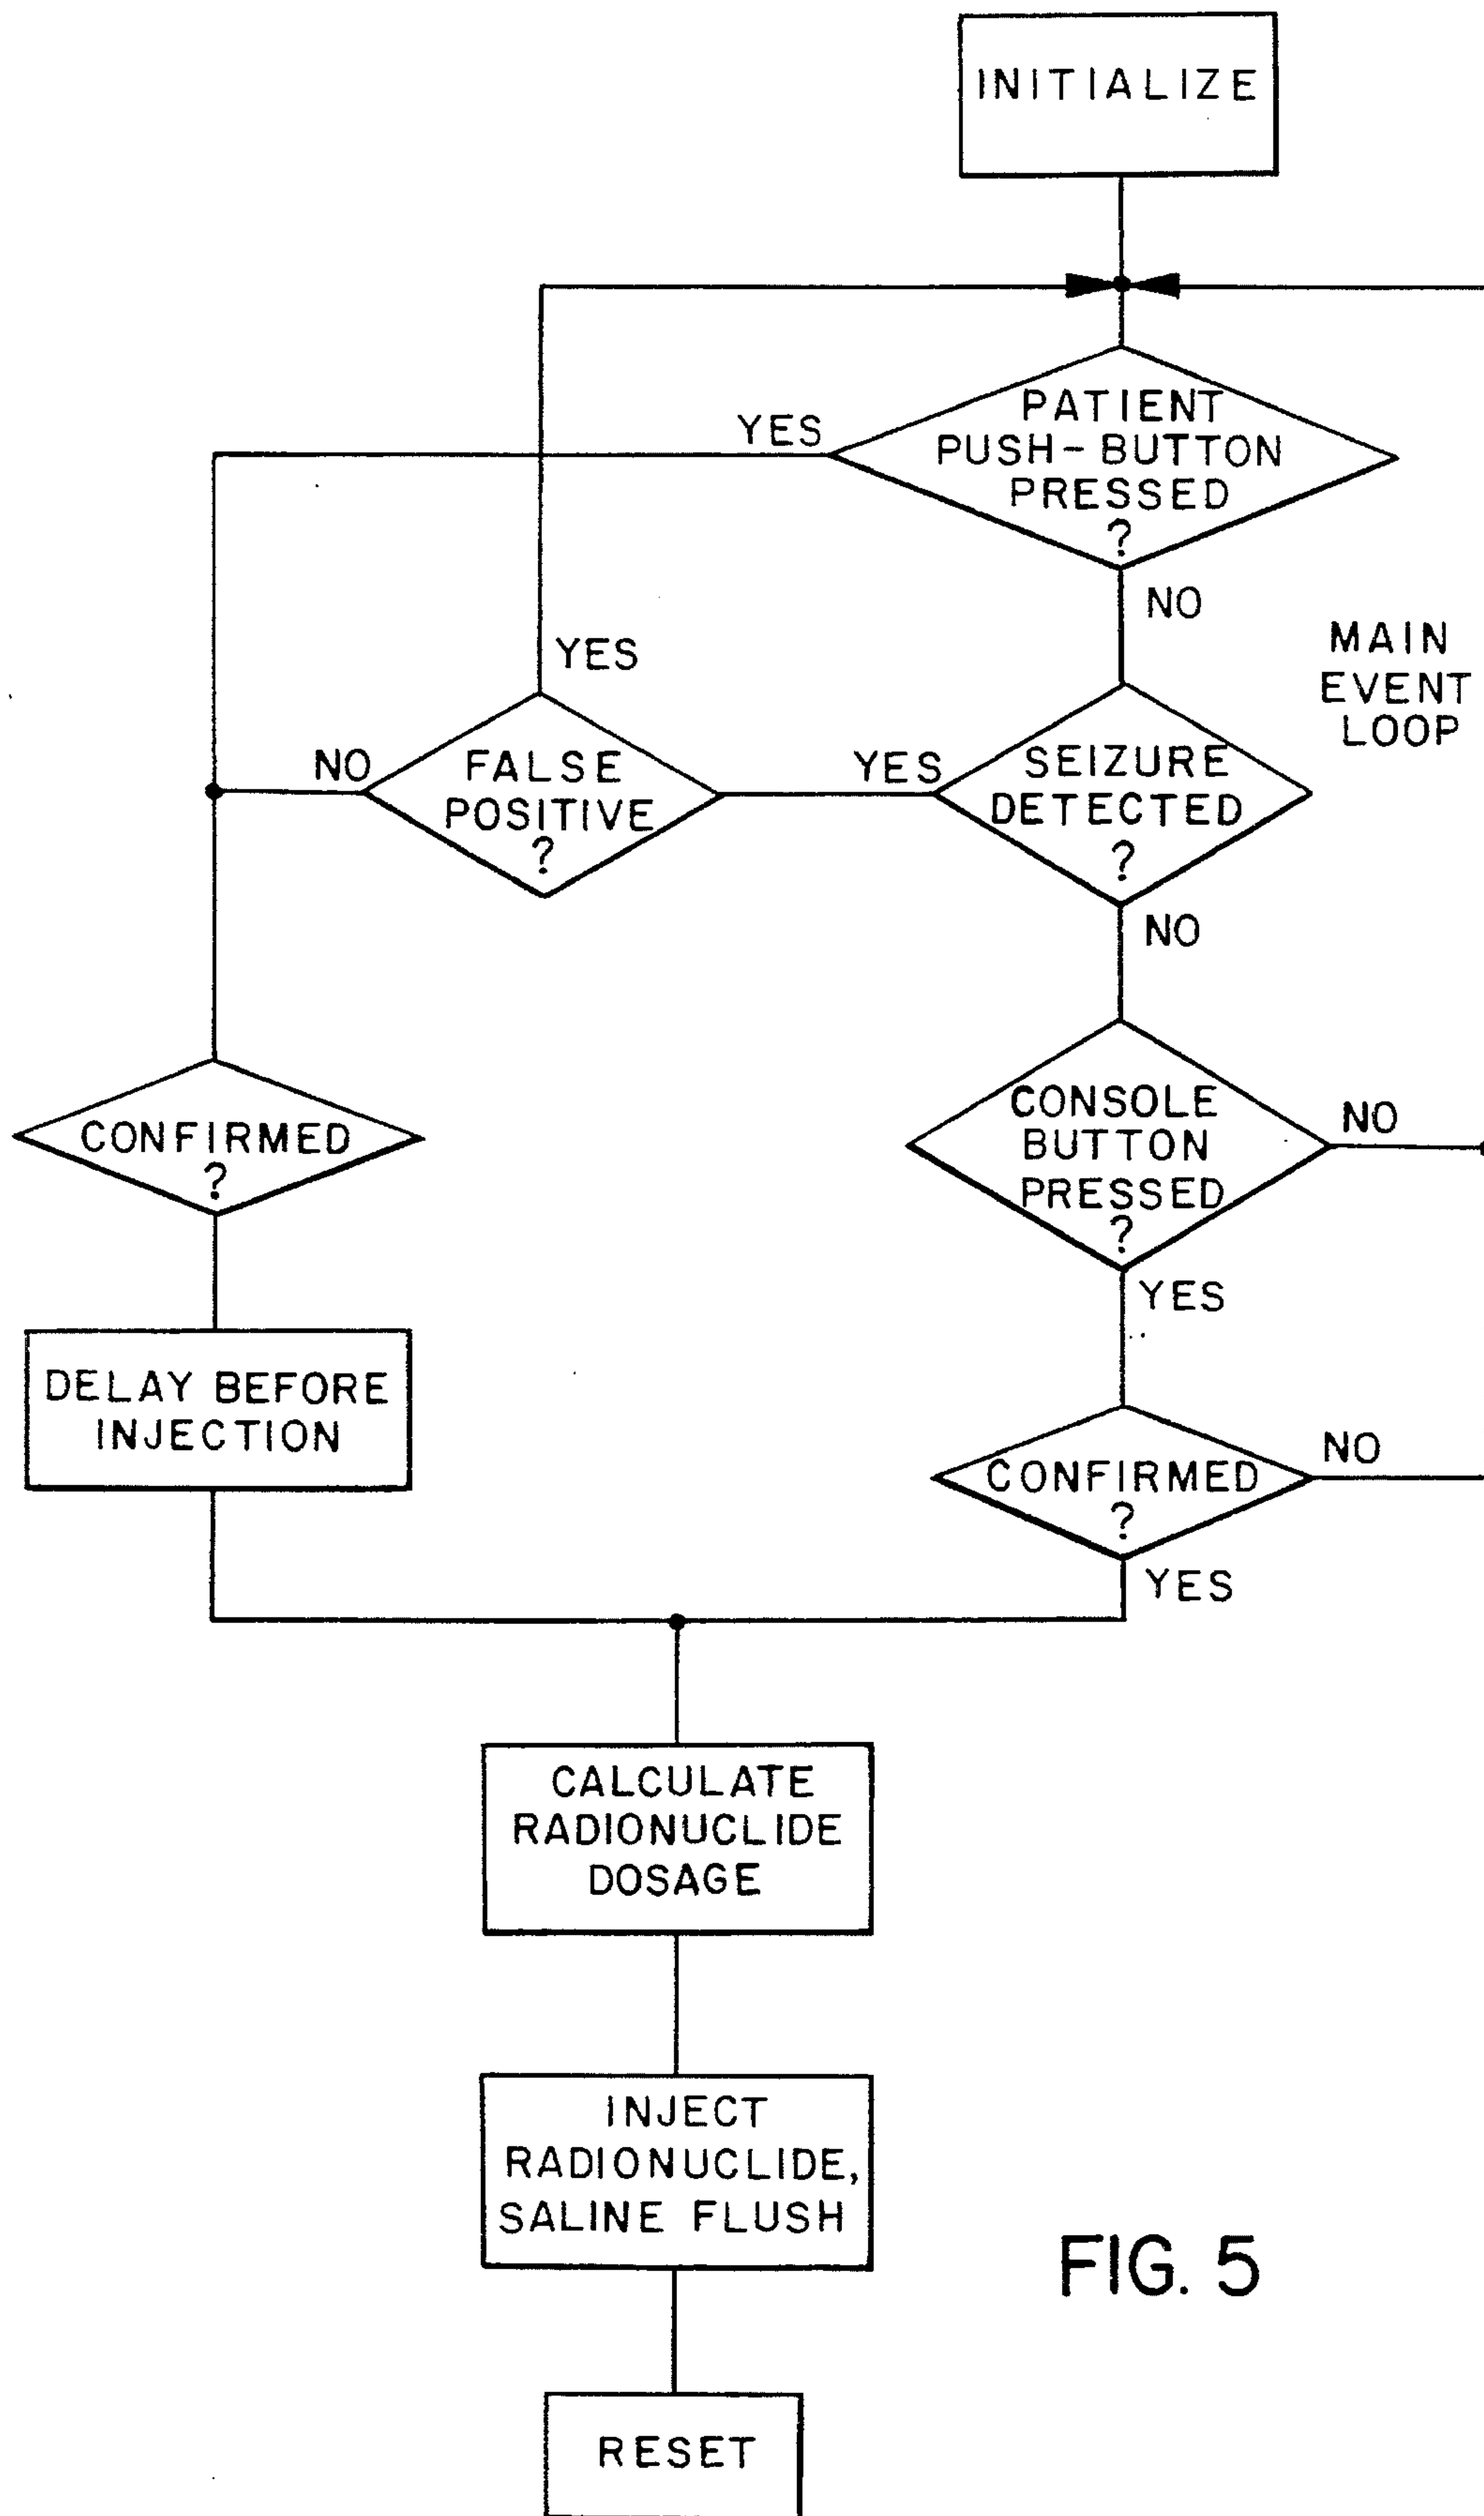 INITIALIZE
YES
PATIENT
PUSH-BUTTON
PRESSED
?
NO
MAIN
EVENT
LOOP
YES
NO
FALSE
POSITIVE
?
YES
SEIZURE
DETECTED
?
NO
CONFIRMED
?
CONSOLE
BUTTON
PRESSED
?
NO
YES
DELAY BEFORE
INJECTION
CONFIRMED
?
NO
YES
CALCULATE
RADIONUCLIDE
DOSAGE
INJECT
RADIONUCLIDE,
SALINE FLUSH
FIG. 5
RESET